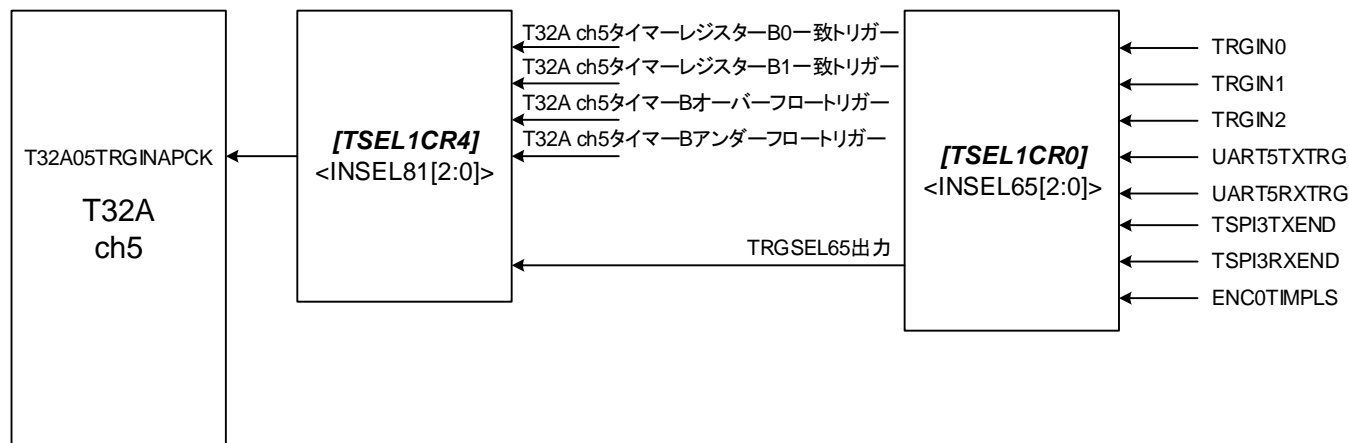 T32A05TRGINAPCK
T32A
ch5
[TSEL1CR4]
<INSEL81[2:0]>
T32A ch5タイマーレジスターB0一致トリガー
T32A ch5タイマーレジスターB1一致トリガー
T32A ch5タイマーBオーバーフロートリガー
T32A ch5タイマーBアンダーフロートリガー
TRGSEL65出力
[TSEL1CR0]
<INSEL65[2:0]>
TRGIN0
TRGIN1
TRGIN2
UART5TXTRG
UART5RXTRG
TSPI3TXEND
TSPI3RXEND
ENC0TIMPLS